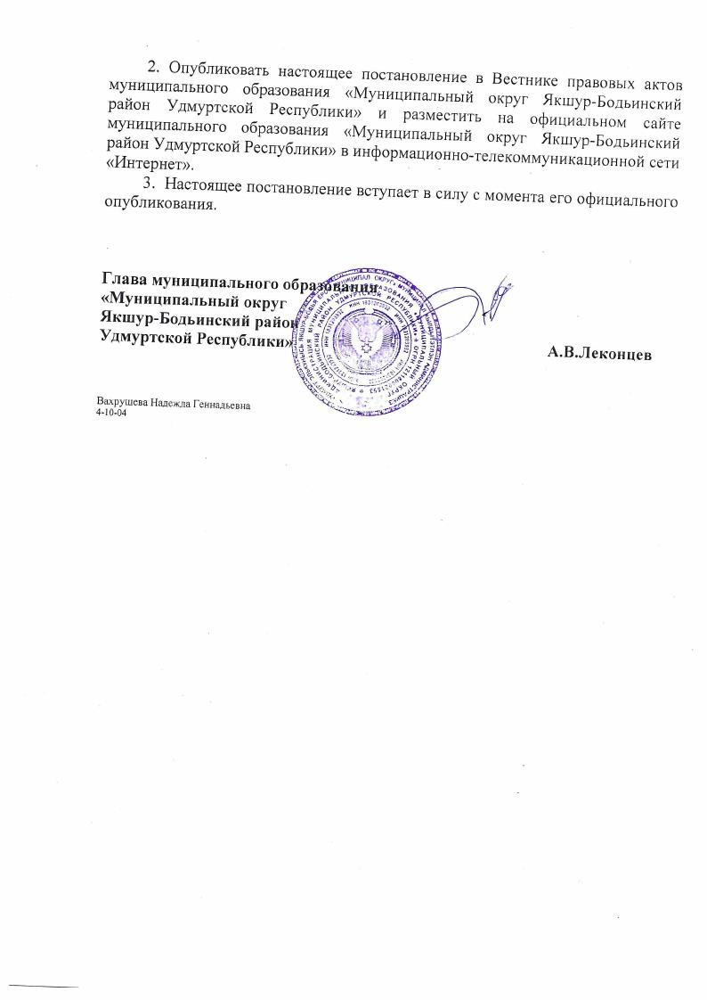 2. Опубликовать настоящее постановление в Вестнике правовых актов
муниципального образования «Муниципальный округ Якшур-Бодьинский
район Удмуртской Республики» и разместить на официальном сайте
муниципального образования «Муниципальный округ Якшур-Бодьинский
район Удмуртской Республики» в информационно-телекоммуникационной сети
«Интернет».
3. Настоящее постановление вступает в силу с момента его официального
опубликования.
Глава муниципального образования
«Муниципальный округ
Якшур-Бодьинский район
Удмуртской Республики»
А.В.Леконцев
Вахрушева Надежда Геннадьевна
4-10-04